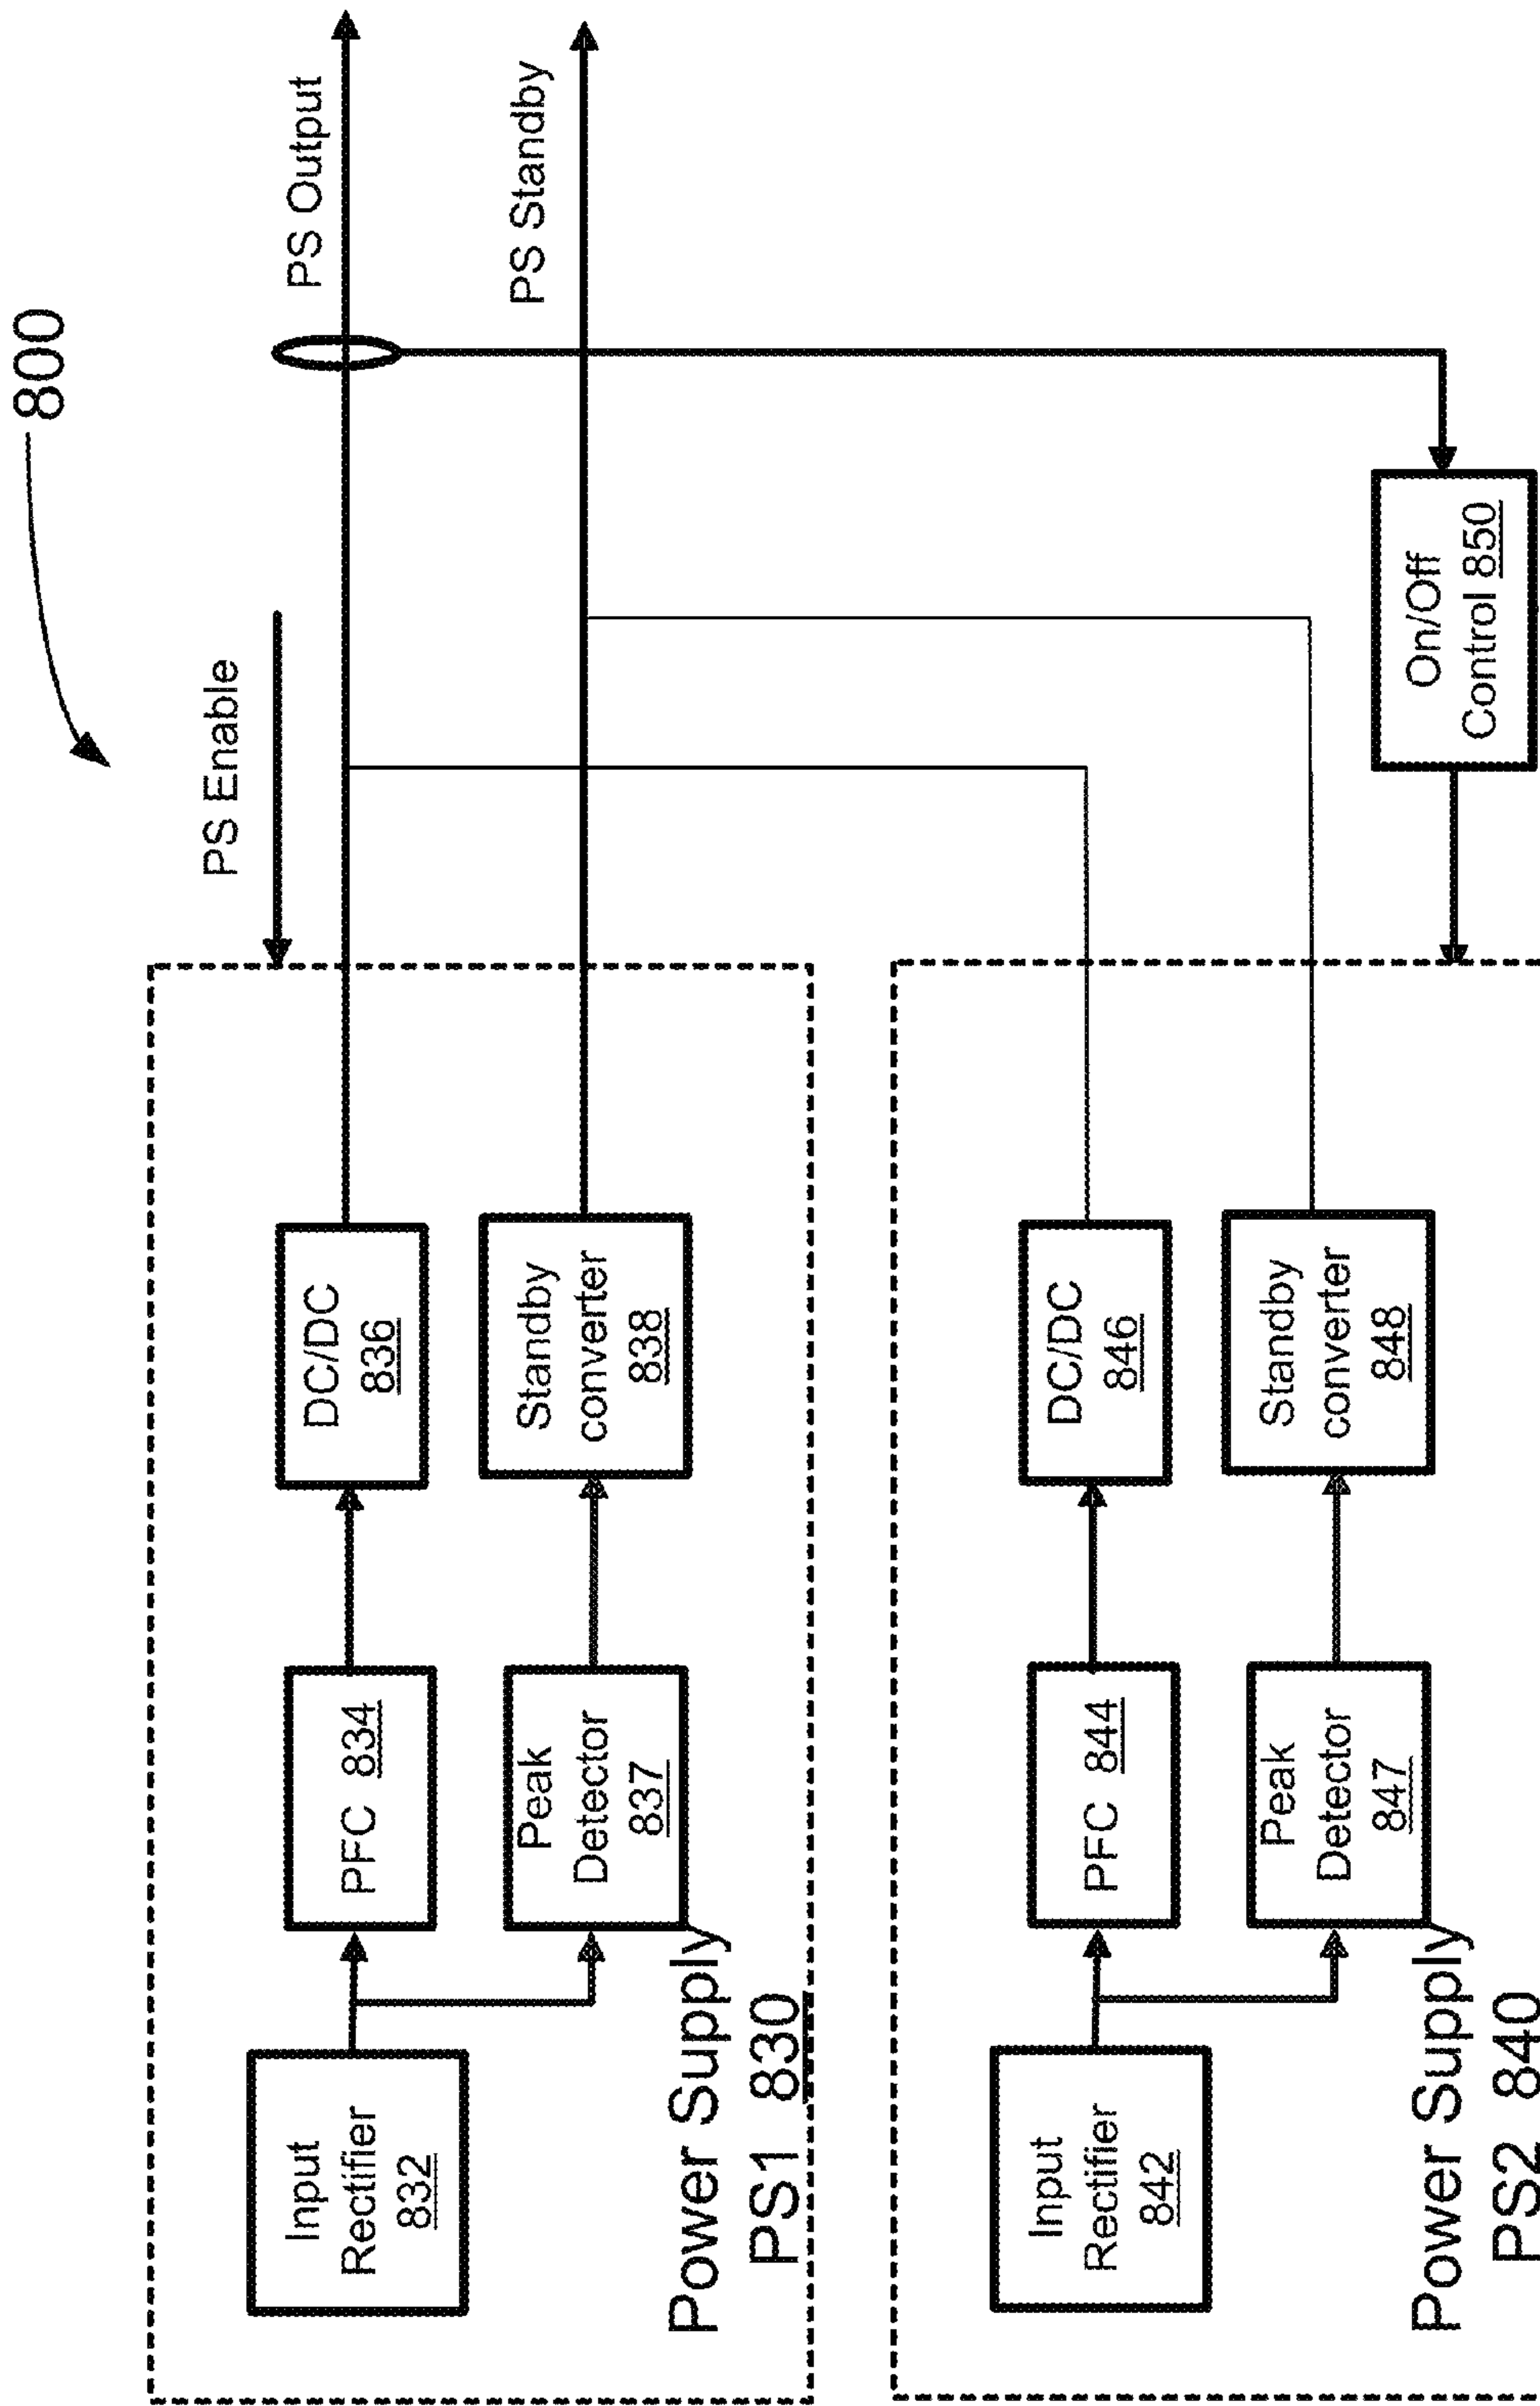 800
PS Enable
PS Output
PS Standby
Input
Rectifier
832
PFC 834
DC/DC
836
Peak
Detector
837
Standby
converter
838
Power Supply
PS1 830
Input
Rectifier
842
PFC 844
DC/DC
846
Peak
Detector
847
Standby
converter
848
Power Supply
PS2 840
On/Off
Control 850